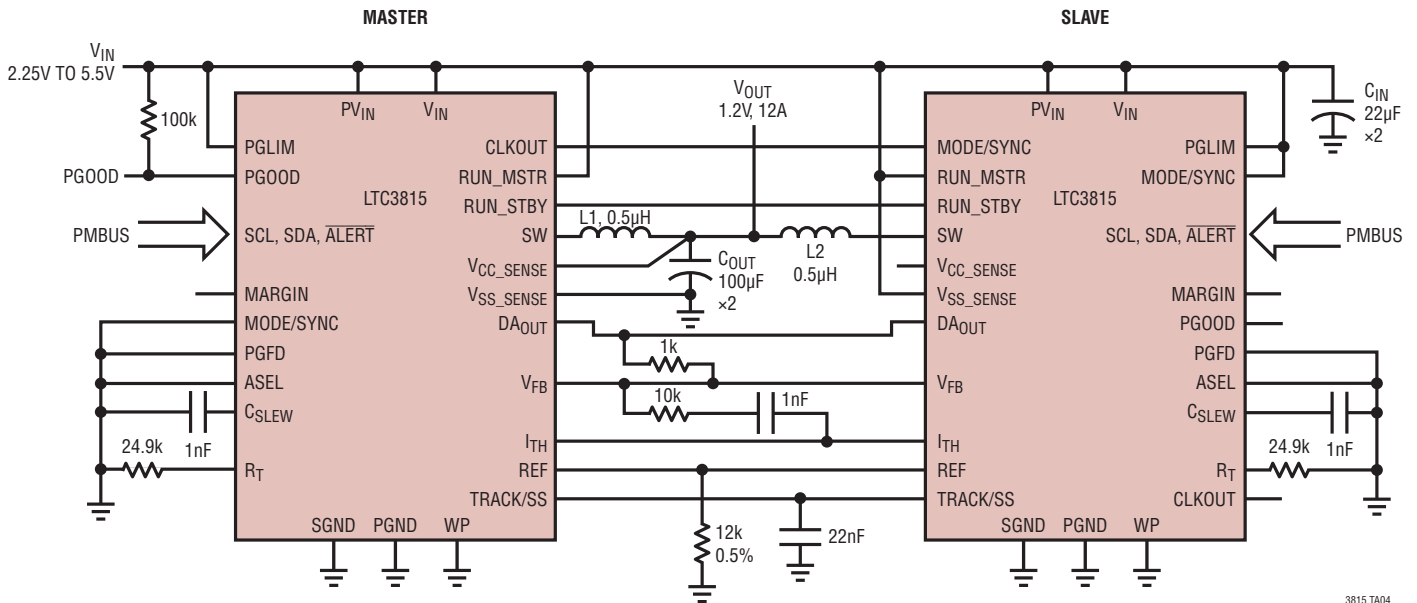 MASTER
SLAVE
VIN
2.25V TO 5.5V
100k
PGOOD
PMBUS
PVIN
VIN
PGLIM
PGOOD
LTC3815
SCL, SDA, ALERT
MARGIN
MODE/SYNC
PGFD
ASEL
CSLEW
RT
1nF
24.9k
CLKOUT
RUN_MSTR
RUN_STBY
SW
VCC_SENSE
VSS_SENSE
DAOUT
VFB
ITH
REF
TRACK/SS
SGND
PGND
WP
VOUT
1.2V, 12A
L1, 0.5µH
L2
0.5µH
COUT
100µF
×2
1k
10k
1nF
12k
0.5%
22nF
PVIN
VIN
MODE/SYNC
RUN_MSTR
RUN_STBY
SW
VCC_SENSE
VSS_SENSE
DAOUT
VFB
ITH
REF
TRACK/SS
LTC3815
PGLIM
MODE/SYNC
SCL, SDA, ALERT
MARGIN
PGOOD
PGFD
ASEL
CSLEW
RT
CLKOUT
SGND
PGND
WP
CIN
22µF
×2
PMBUS
24.9k
1nF
3815 TA04